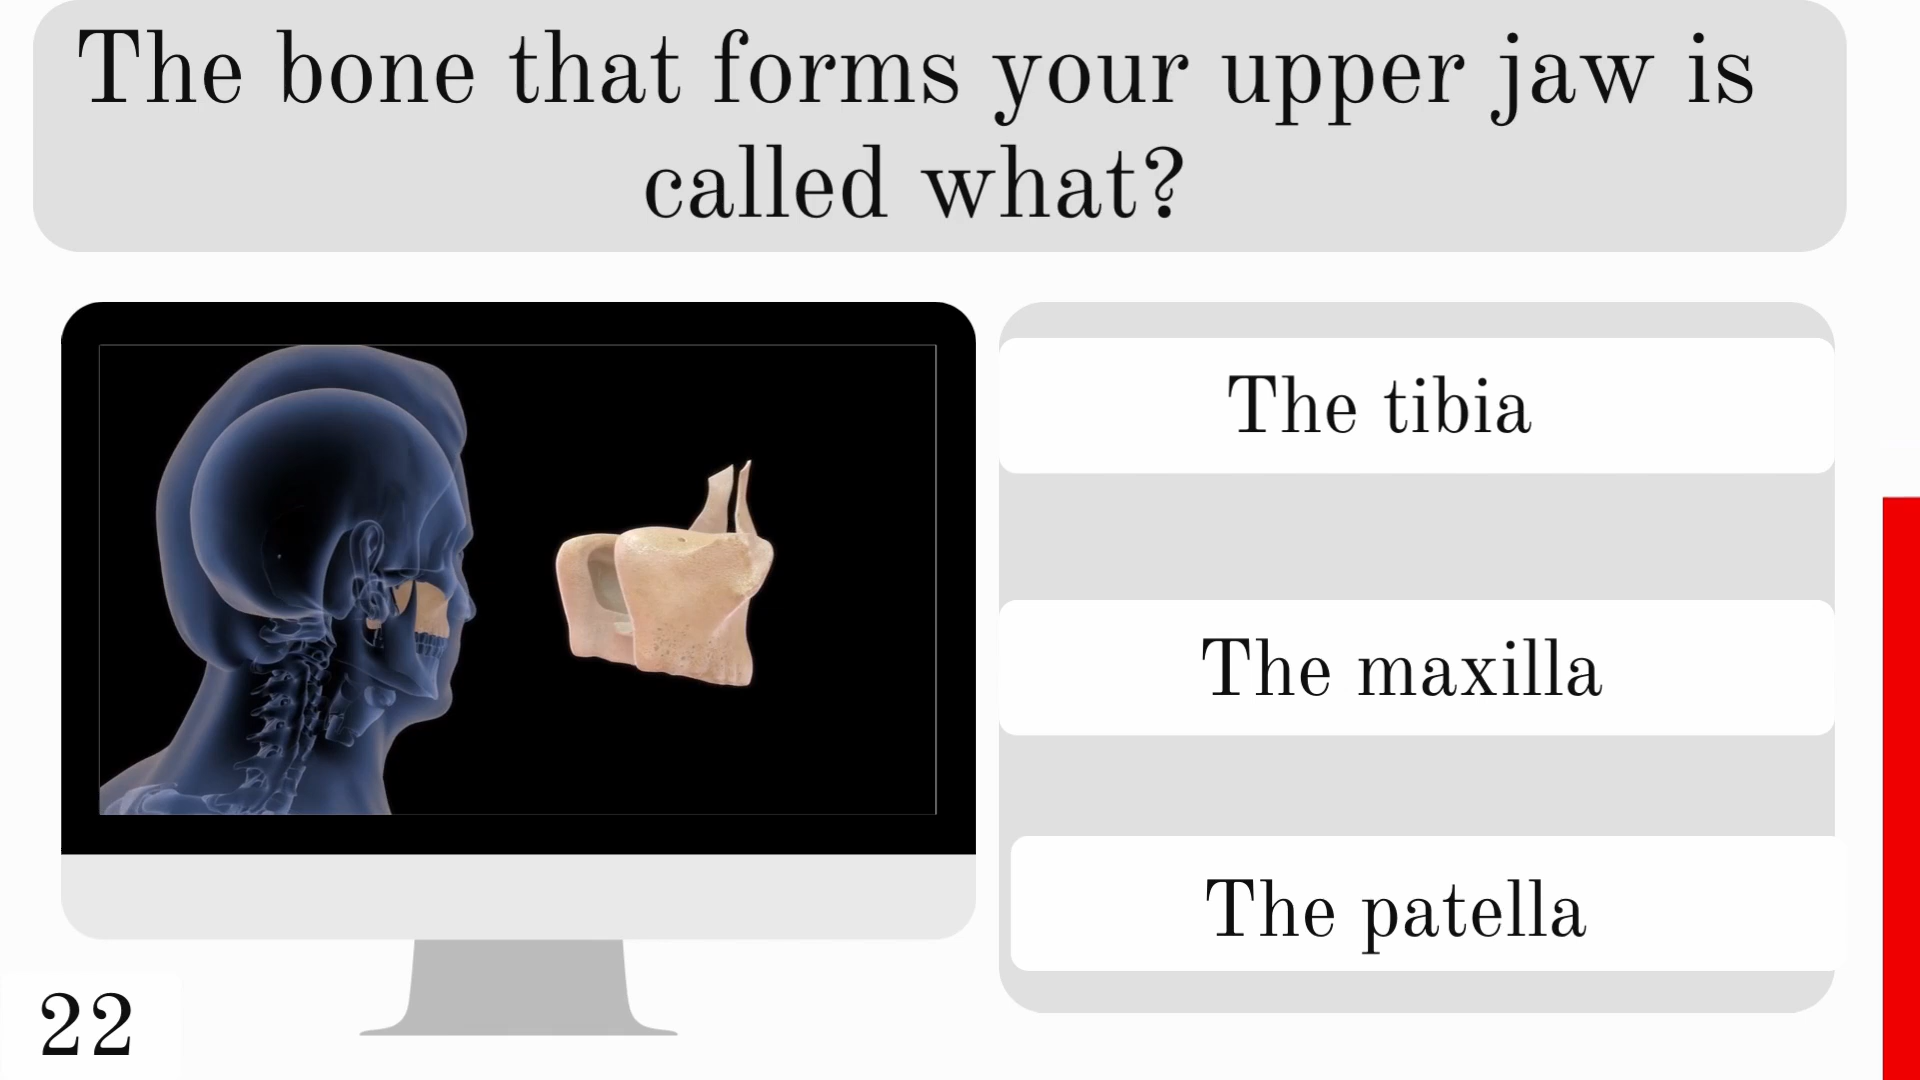 The bone that forms your upper jaw is
called what?
The tibia
The maxilla
The patella
22